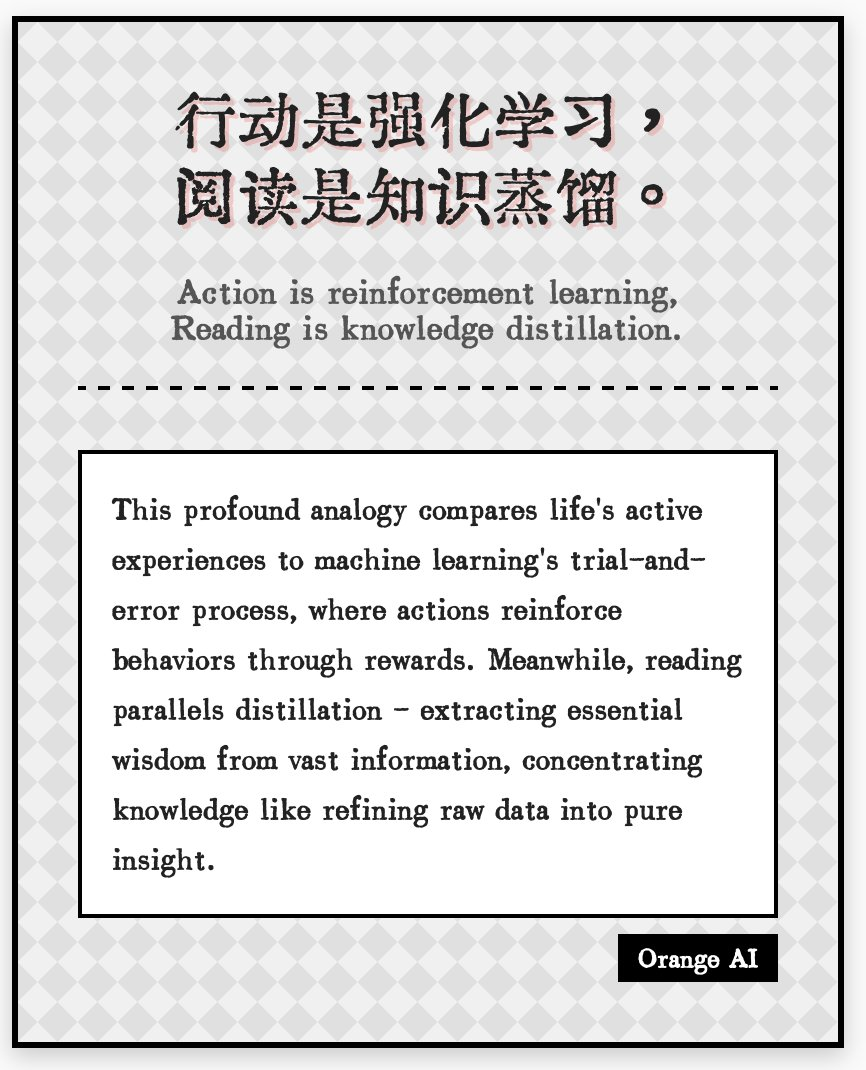 行动是强化学习，
阅读是知识蒸馏。
Action is reinforcement learning,
Reading is knowledge distillation.
This profound analogy compares life's active
experiences to machine learning's trial-and-
error process, where actions reinforce
behaviors through rewards. Meanwhile, reading
parallels distillation - extracting essential
wisdom from vast information, concentrating
knowledge like refining raw data into pure
insight.
Orange AI